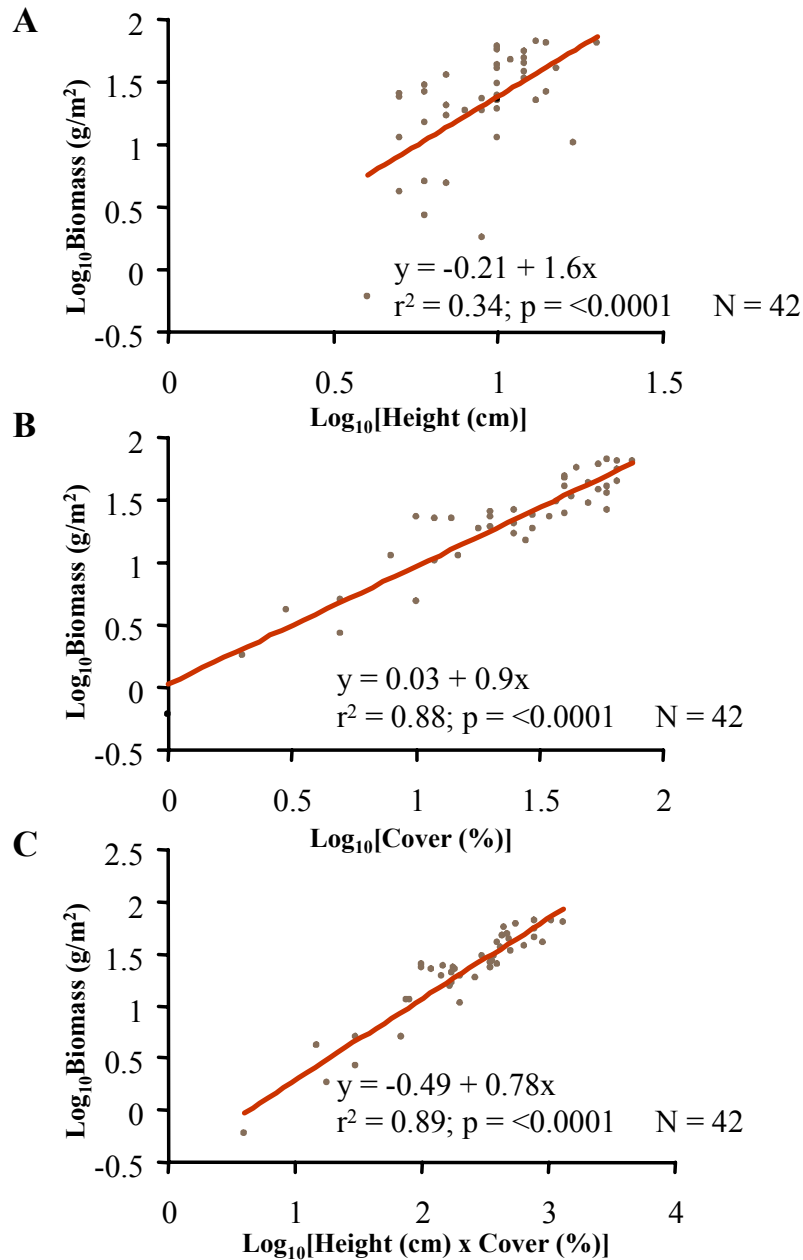 A
2
1.5
1
0.5
0
-0.5
Log₁₀Biomass (g/m²)
y = -0.21 + 1.6x
r² = 0.34; p = <0.0001 N = 42
0 0.5 1 1.5
Log₁₀[Height (cm)]
B
2
1.5
1
0.5
0
-0.5
Log₁₀Biomass (g/m²)
y = 0.03 + 0.9x
r² = 0.88; p = <0.0001 N = 42
0 0.5 1 1.5 2
Log₁₀[Cover (%)]
C
2.5
2
1.5
1
0.5
0
-0.5
Log₁₀Biomass (g/m²)
y = -0.49 + 0.78x
r² = 0.89; p = <0.0001 N = 42
0 1 2 3 4
Log₁₀[Height (cm) x Cover (%)]